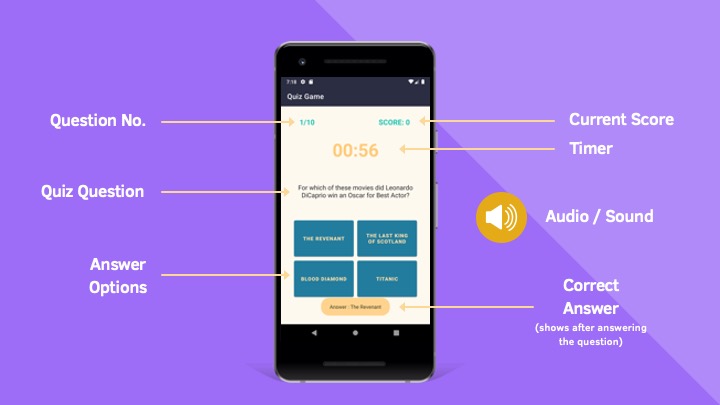 7:18
Quiz Game
Question No.
1/10
SCORE: 0
Current Score
00:56
Timer
Quiz Question
For which of these movies did Leonardo
DiCaprio win an Oscar for Best Actor?
Audio / Sound
Answer
Options
THE REVENANT
THE LAST KING
OF SCOTLAND
BLOOD DIAMOND
TITANIC
Answer : The Revenant
Correct
Answer
(shows after answering
the question)